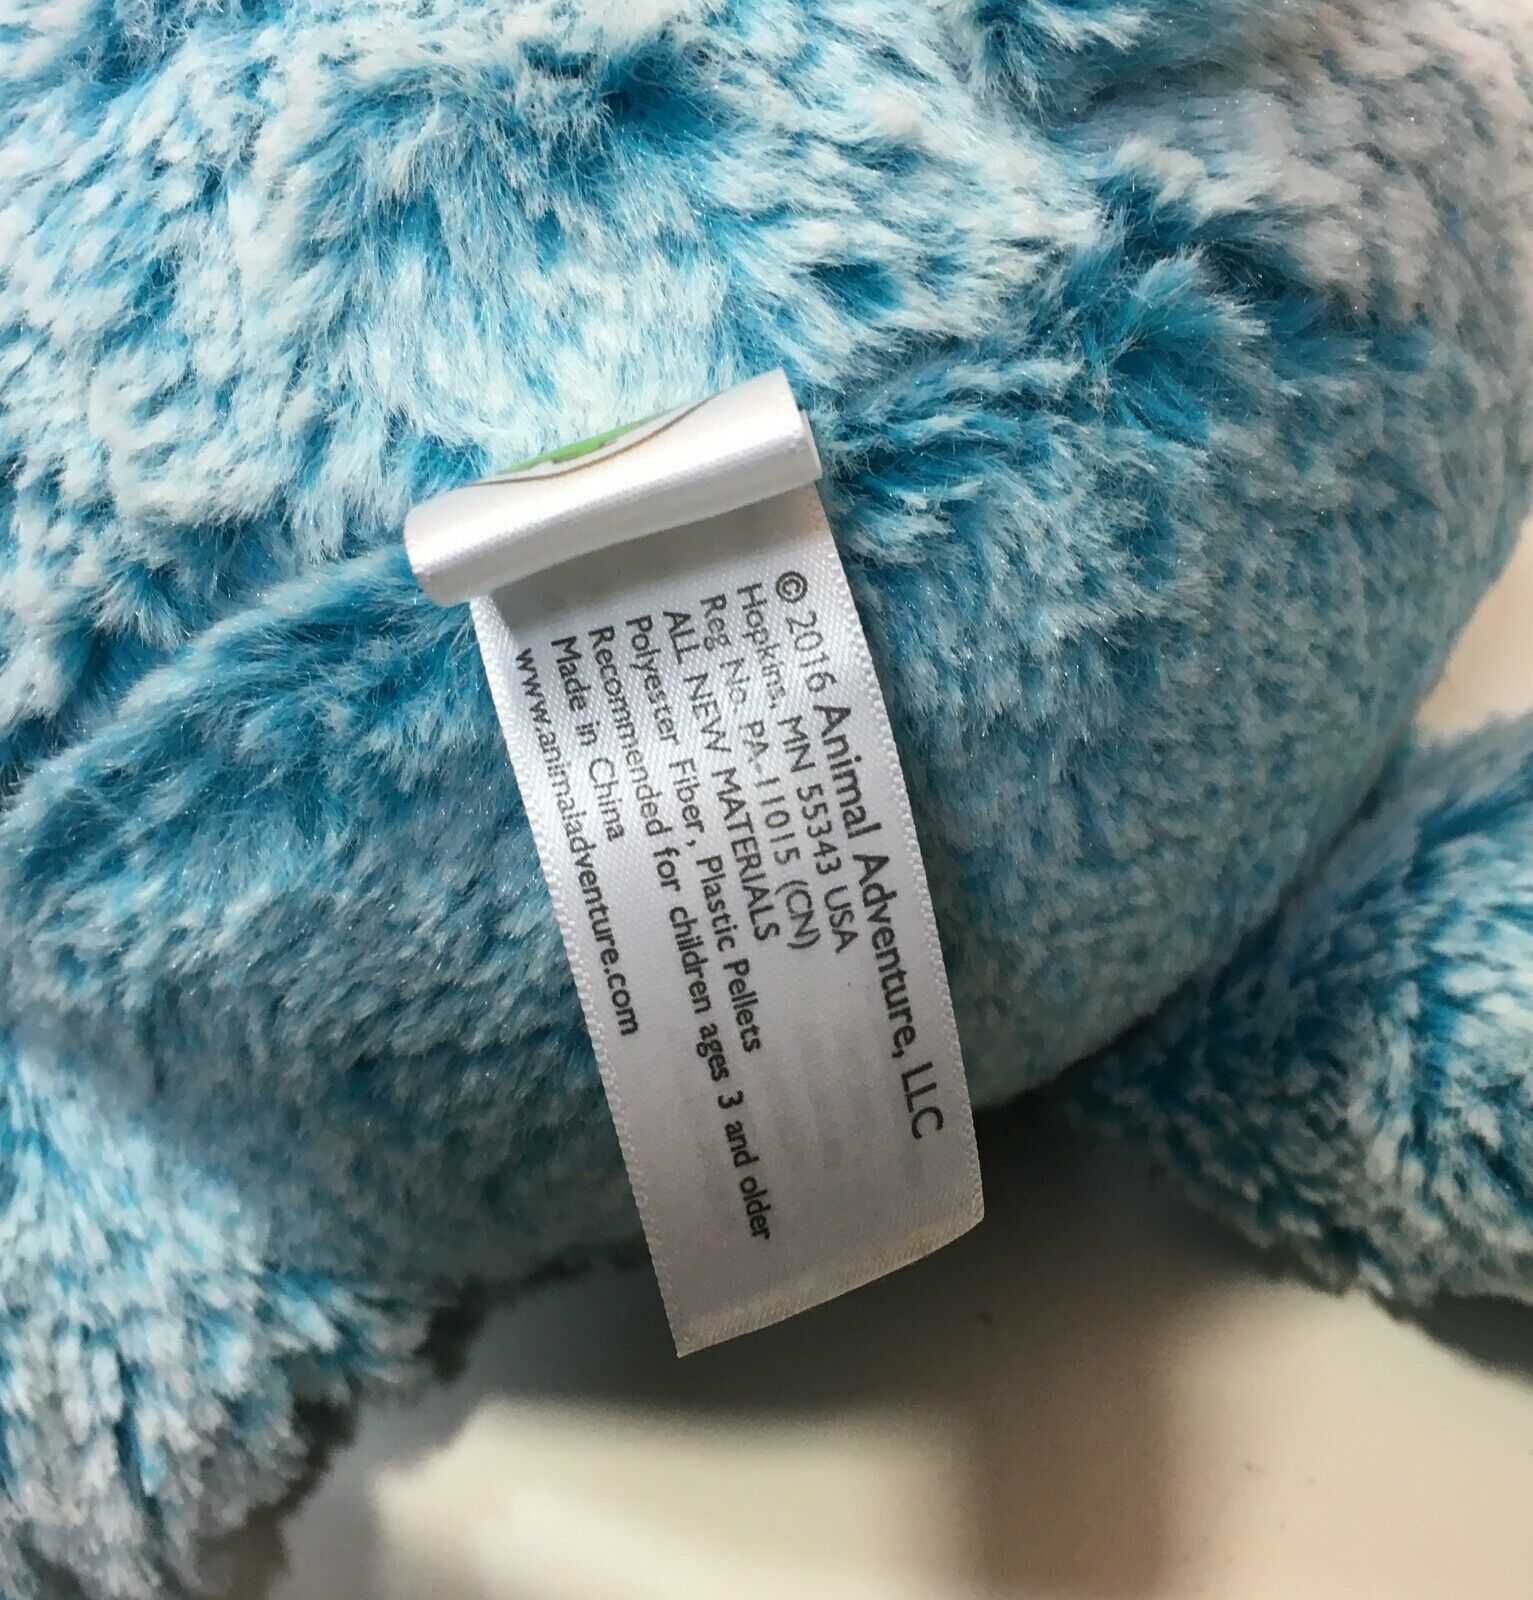 © 2016 Animal Adventure, LLC
Hopkins, MN 55343 USA
Reg No. PA-11015 (CN)
ALL NEW MATERIALS
Polyester Fiber, Plastic Pellets
Recommended for children ages 3 and older
Made in China
www.animaladventure.com